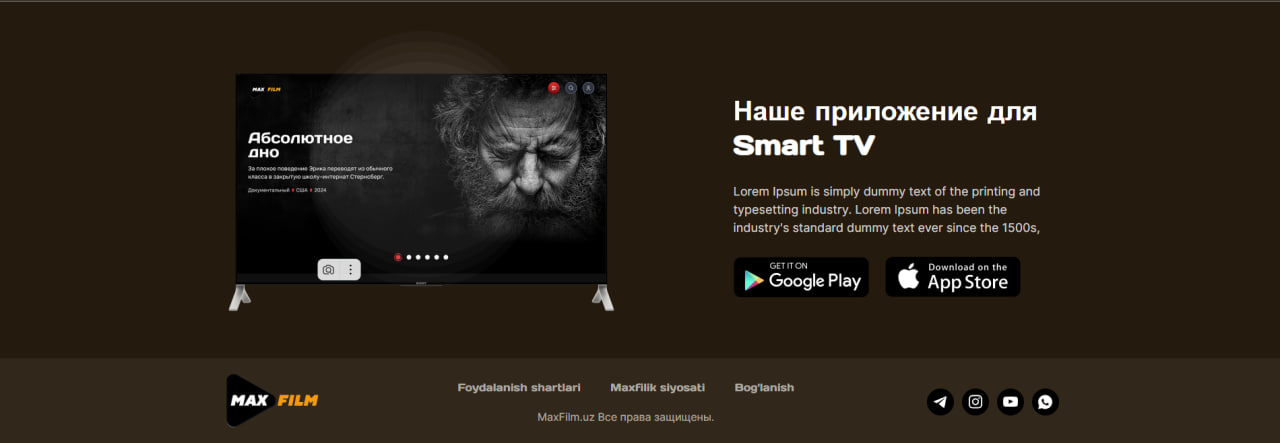 MAX FILM
Абсолютное
дно
За плохое поведение Эрика переводят из обычного
класса в закрытую школу-интернат Стернсберг.
Документальный США 2024
SONY
Наше приложение для
Smart TV
Lorem Ipsum is simply dummy text of the printing and
typesetting industry. Lorem Ipsum has been the
industry's standard dummy text ever since the 1500s,
GET IT ON
Google Play
Download on the
App Store
MAX FILM
Foydalanish shartlari Maxfilik siyosati Bog'lanish
MaxFilm.uz Все права защищены.